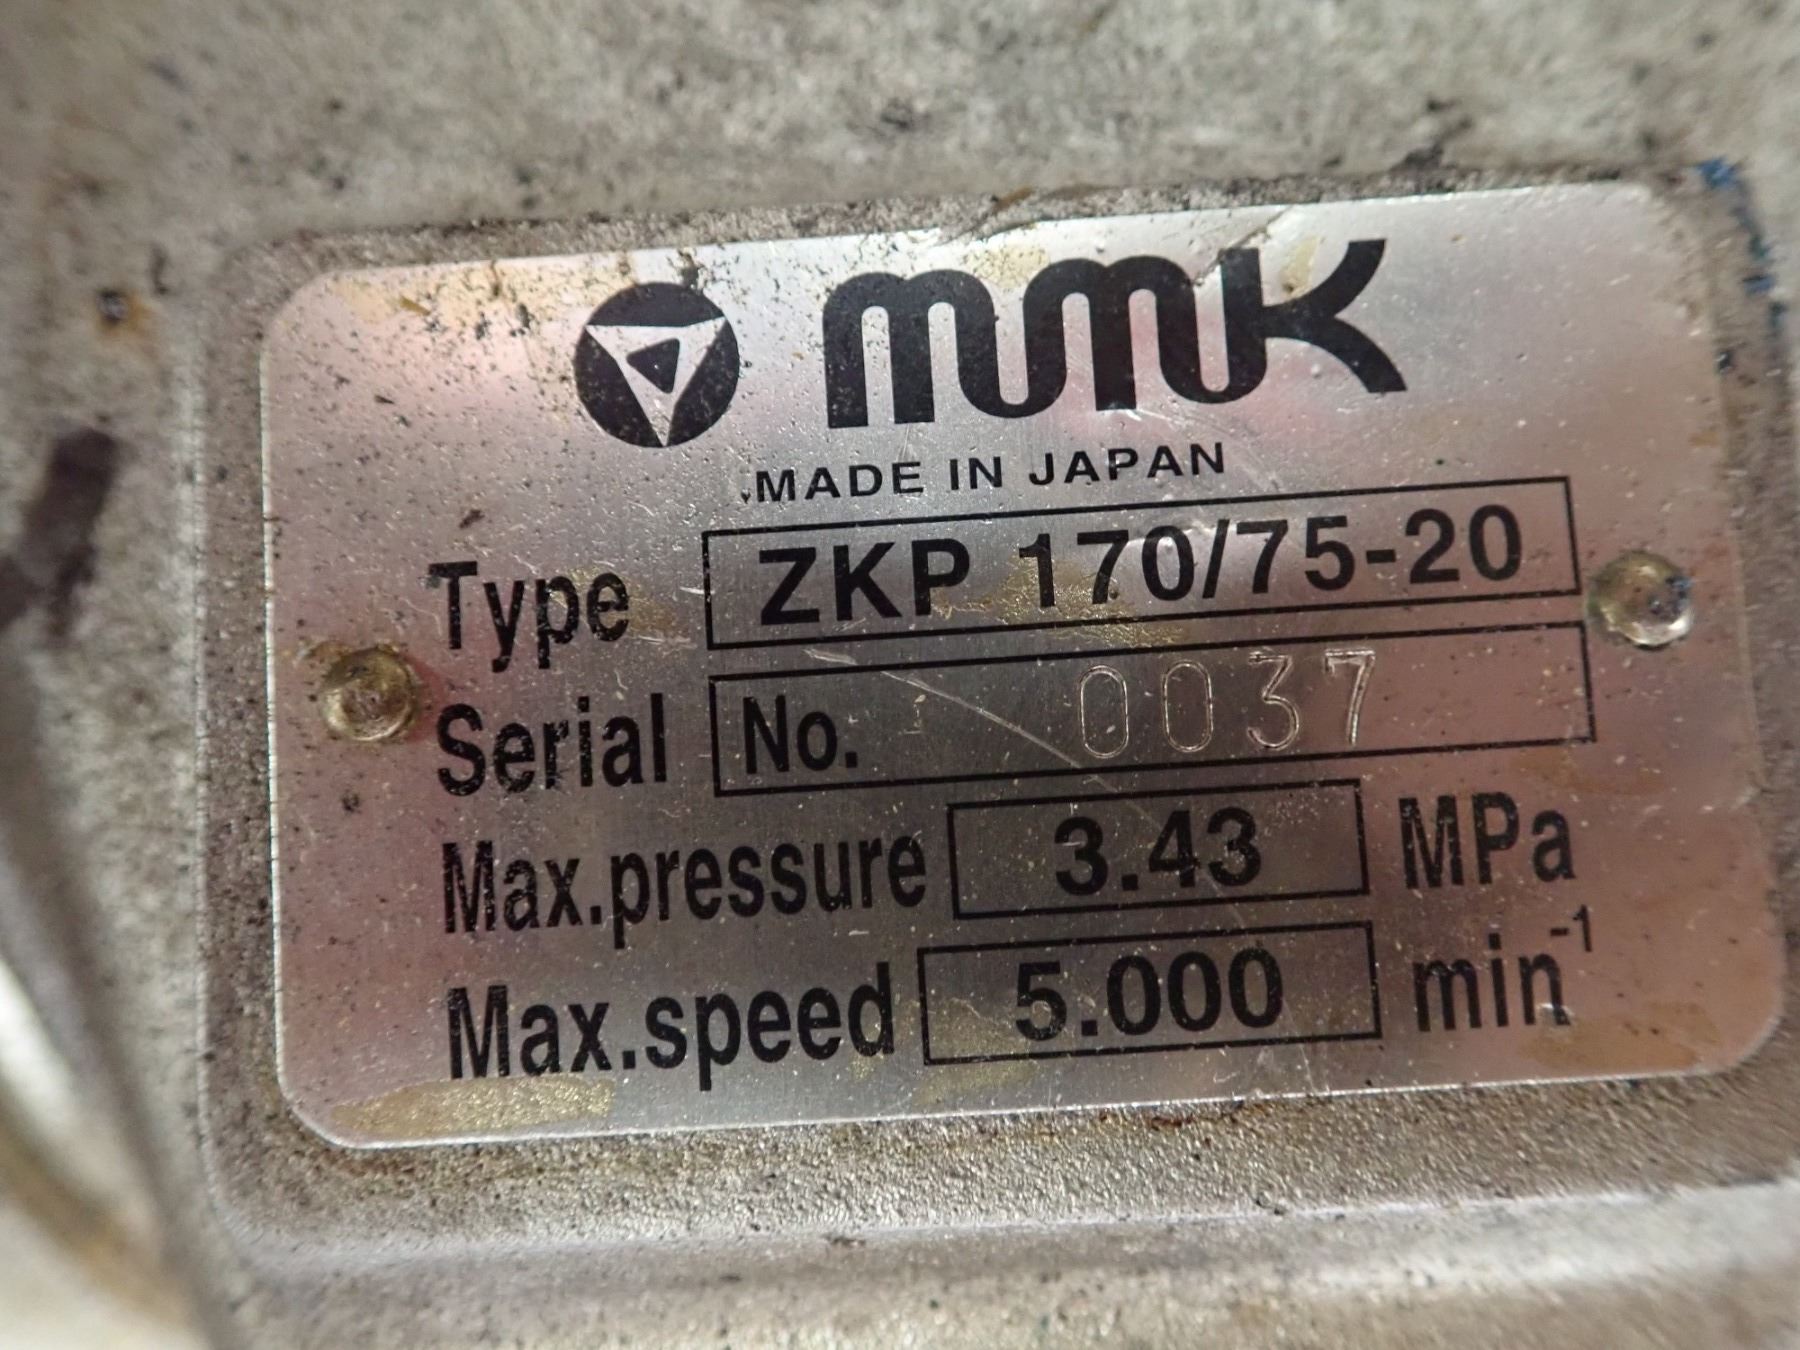 mmk
MADE IN JAPAN
Type ZKP 170/75-20
Serial No. 0037
Max.pressure 3.43 MPa
Max.speed 5.000 min⁻¹